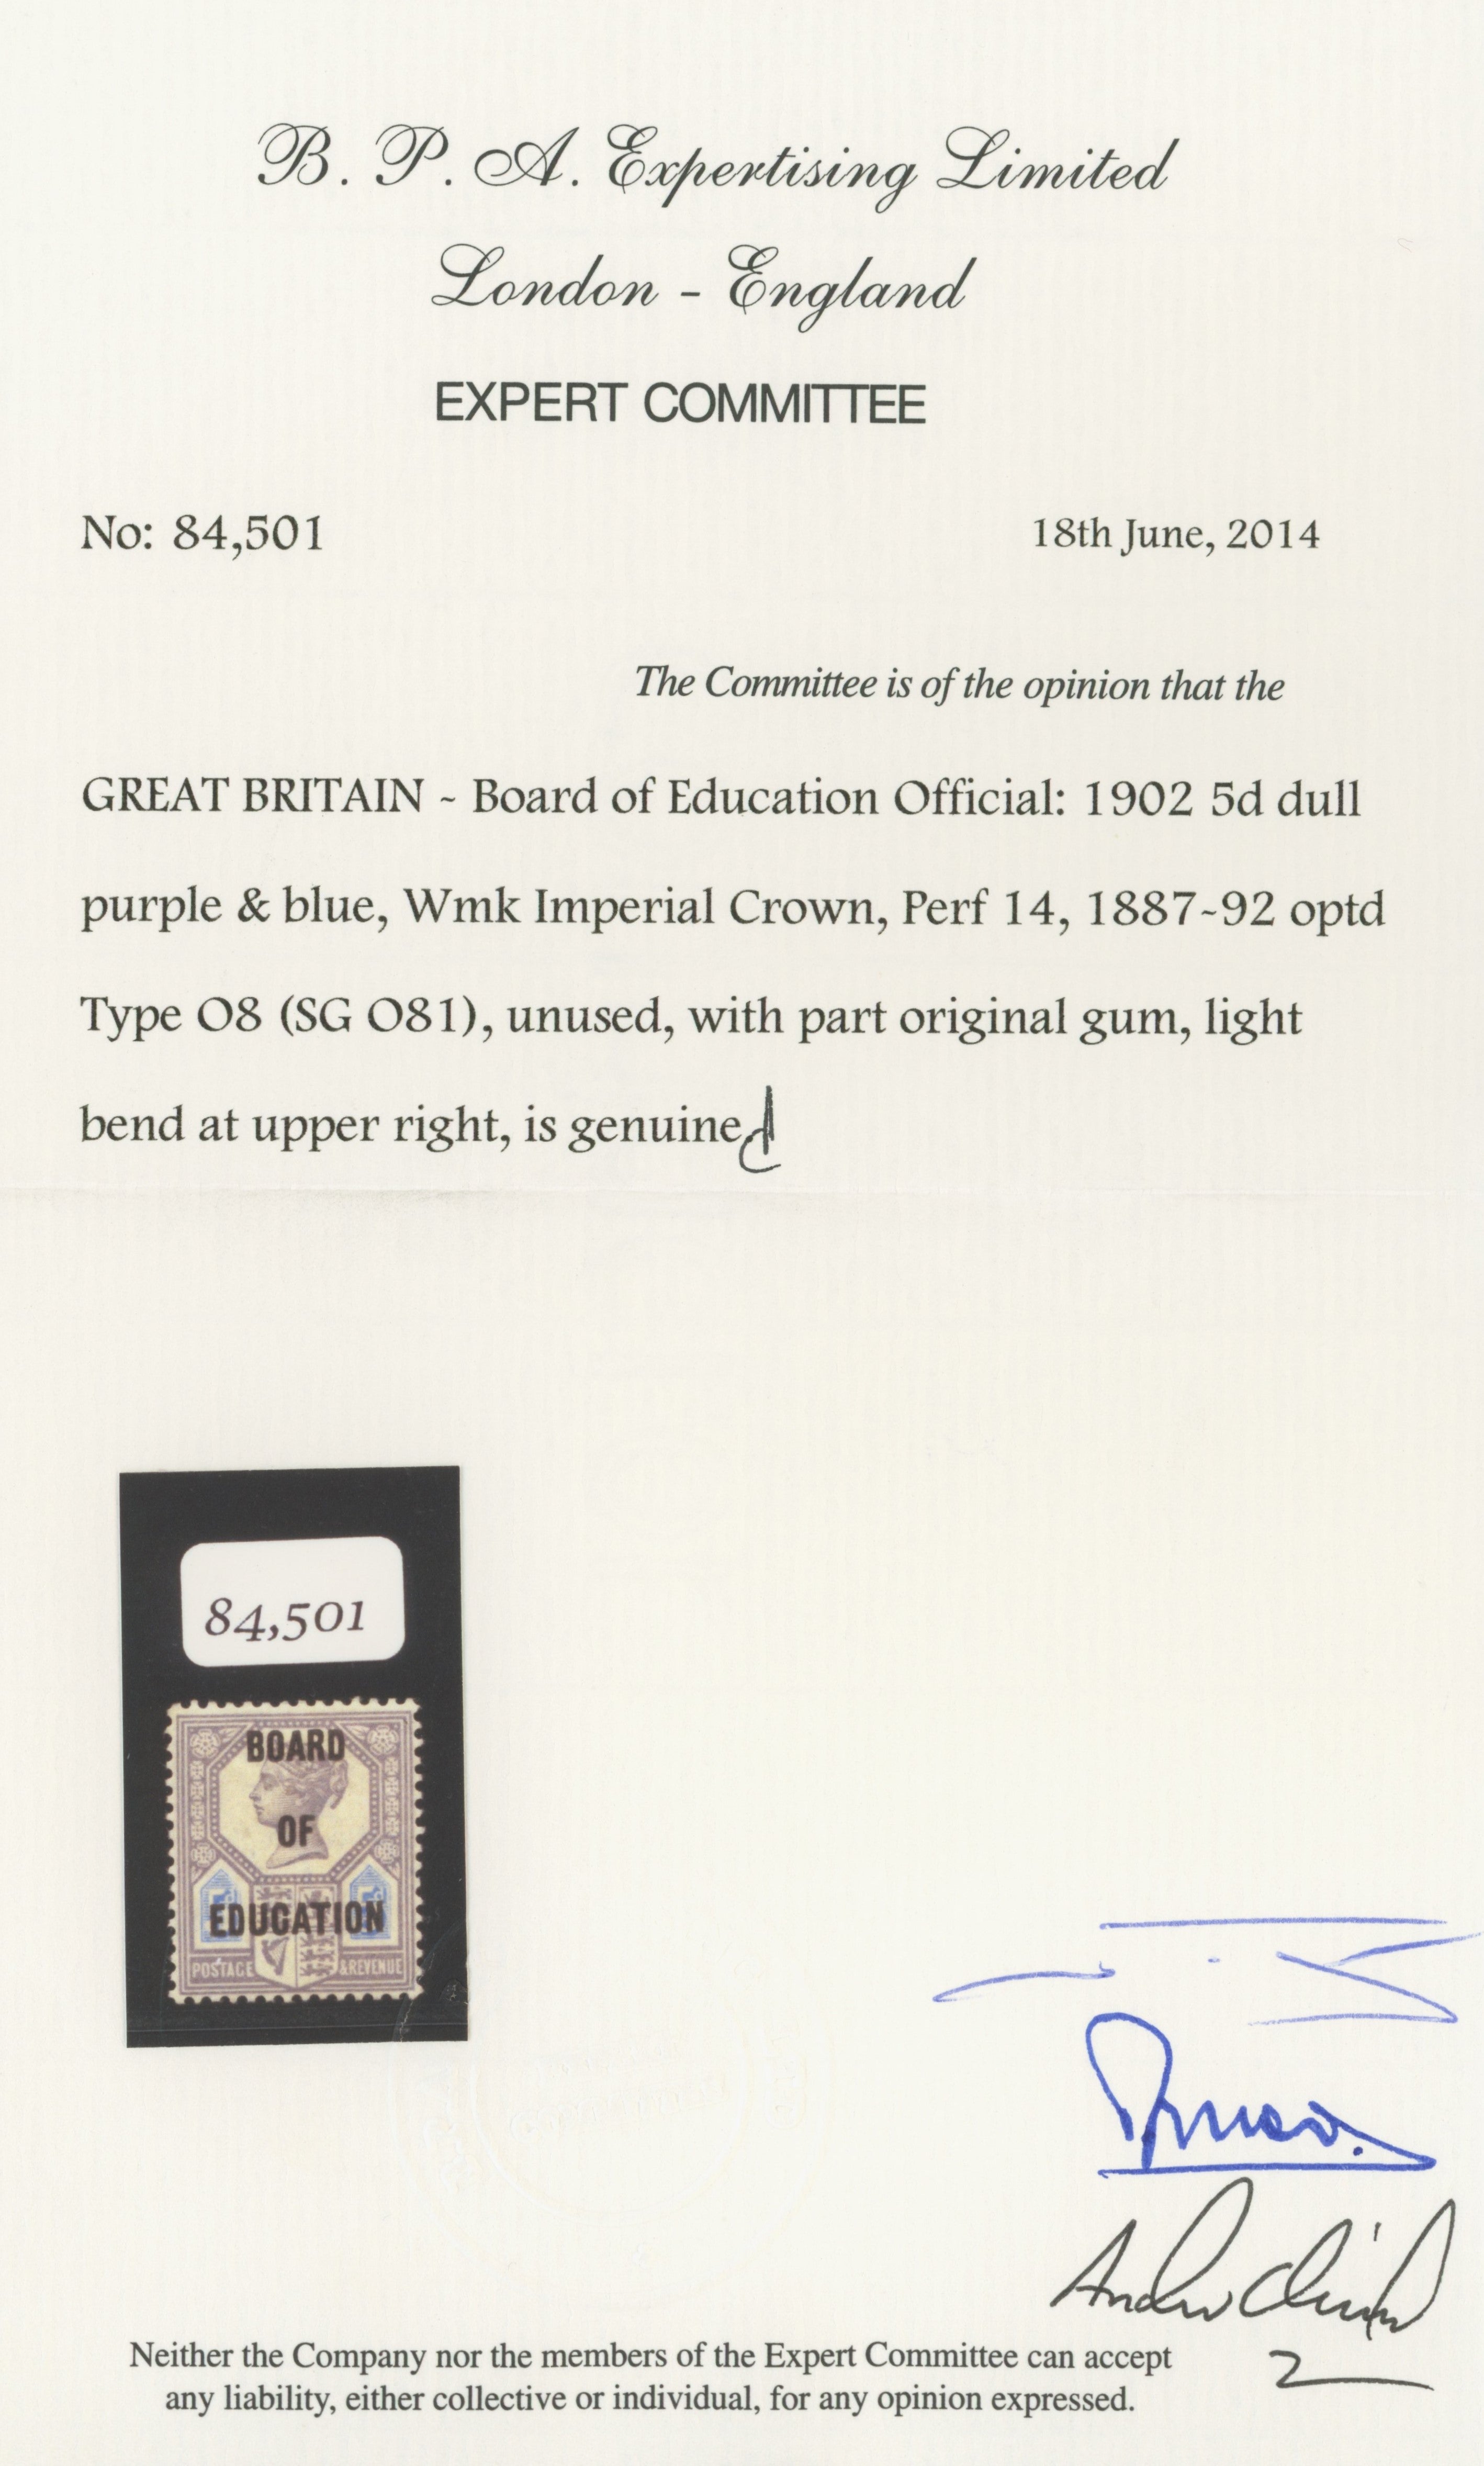 B. P. A. Expertising Limited
London - England
EXPERT COMMITTEE
No: 84,501 18th June, 2014
The Committee is of the opinion that the
GREAT BRITAIN ~ Board of Education Official: 1902 5d dull
purple & blue, Wmk Imperial Crown, Perf 14, 1887~92 optd
Type O8 (SG O81), unused, with part original gum, light
bend at upper right, is genuine
84,501
BOARD
OF
EDUCATION
POSTAGE & REVENUE
Neither the Company nor the members of the Expert Committee can accept
any liability, either collective or individual, for any opinion expressed.